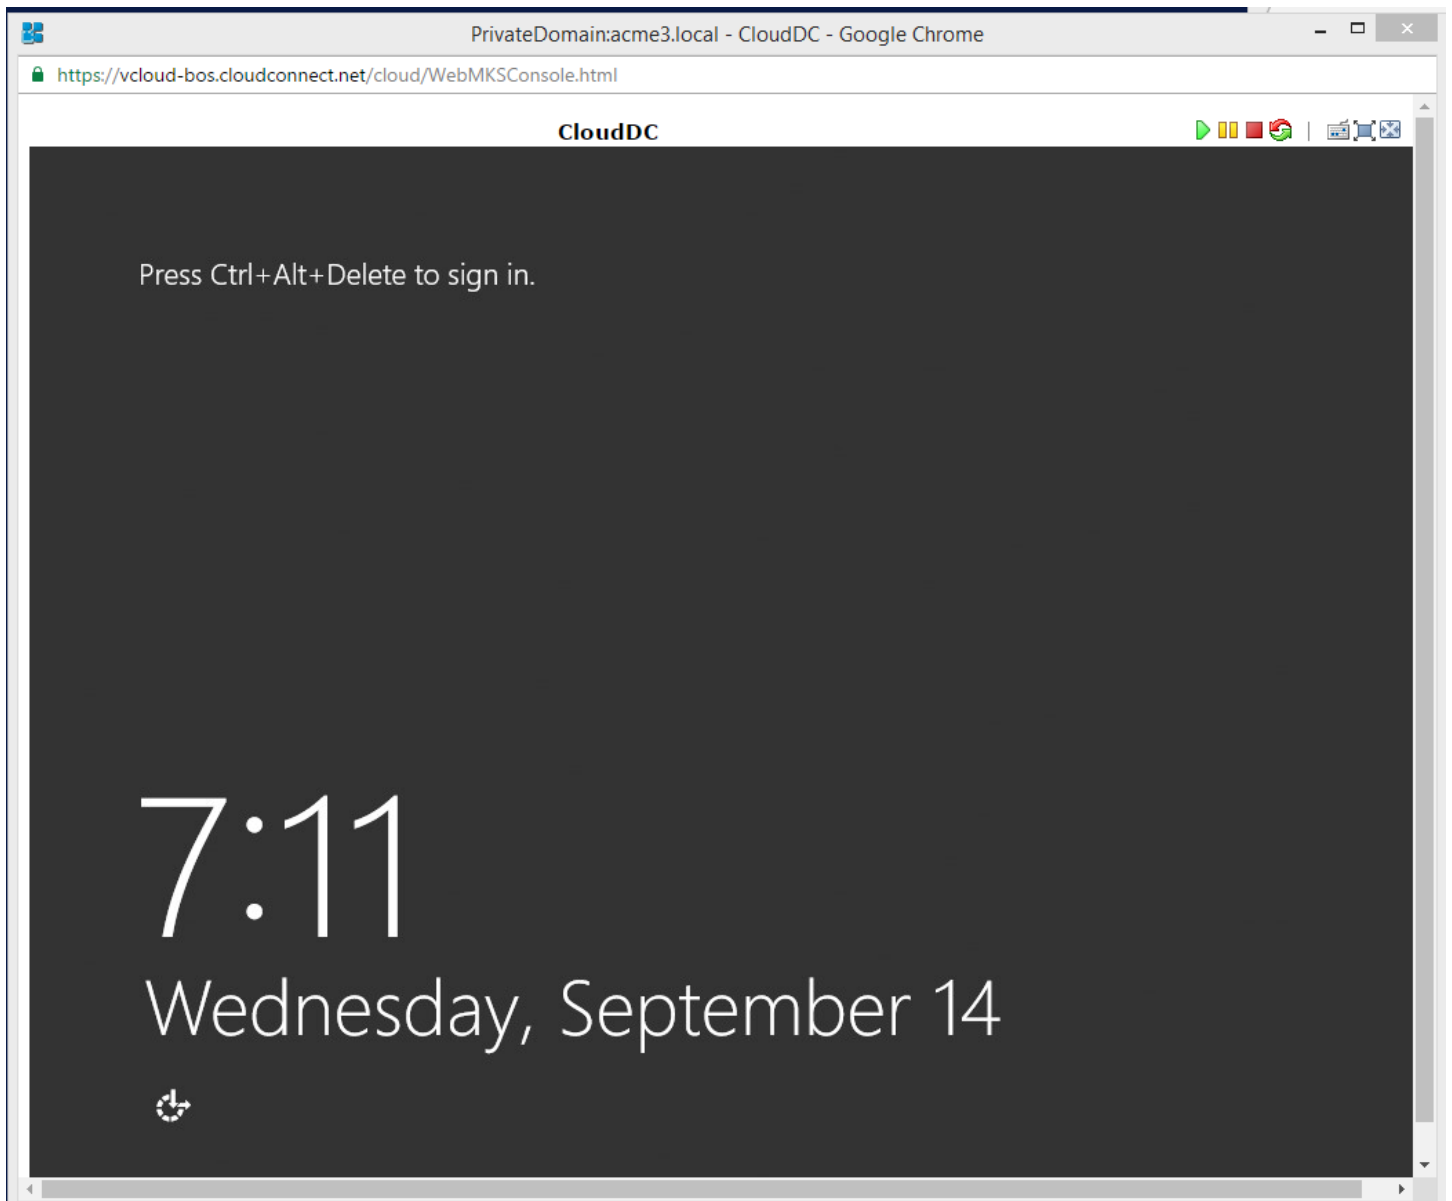 PrivateDomain:acme3.local - CloudDC - Google Chrome
https://vcloud-bos.cloudconnect.net/cloud/WebMKSConsole.html
CloudDC
Press Ctrl+Alt+Delete to sign in.
7:11
Wednesday, September 14